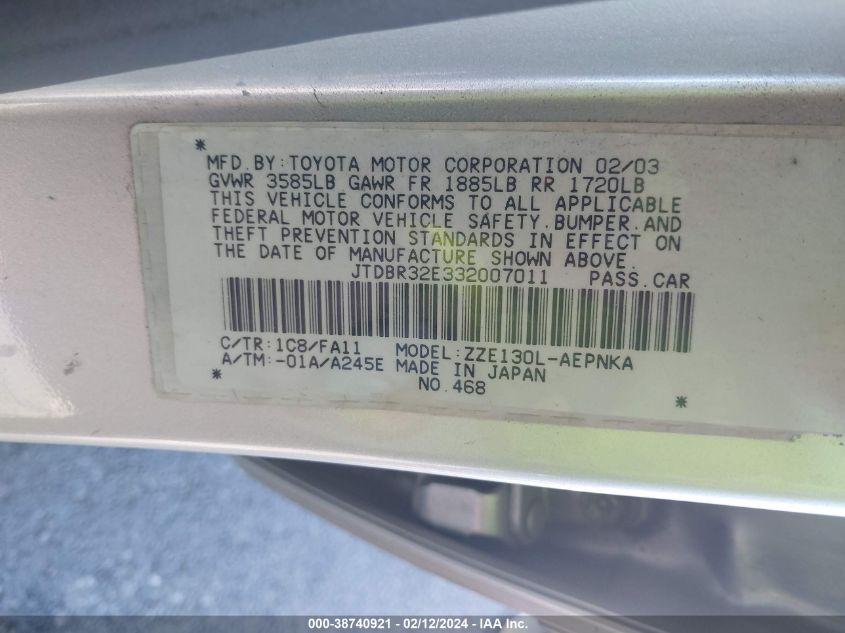 *
MFD.BY:TOYOTA MOTOR CORPORATION 02/03
GVWR 3585LB GAWR FR 1885LB RR 1720LB
THIS VEHICLE CONFORMS TO ALL APPLICABLE
FEDERAL MOTOR VEHICLE SAFETY,BUMPER,AND
THEFT PREVENTION STANDARDS IN EFFECT ON
THE DATE OF MANUFACTURE SHOWN ABOVE.
JTDBR32E332007011 PASS.CAR
C/TR:1C8/FA11 MODEL:ZZE130L-AEPNKA
A/TM:-01A/A245E MADE IN JAPAN
* NO.468 *
000-38740921 - 02/12/2024 - IAA Inc.